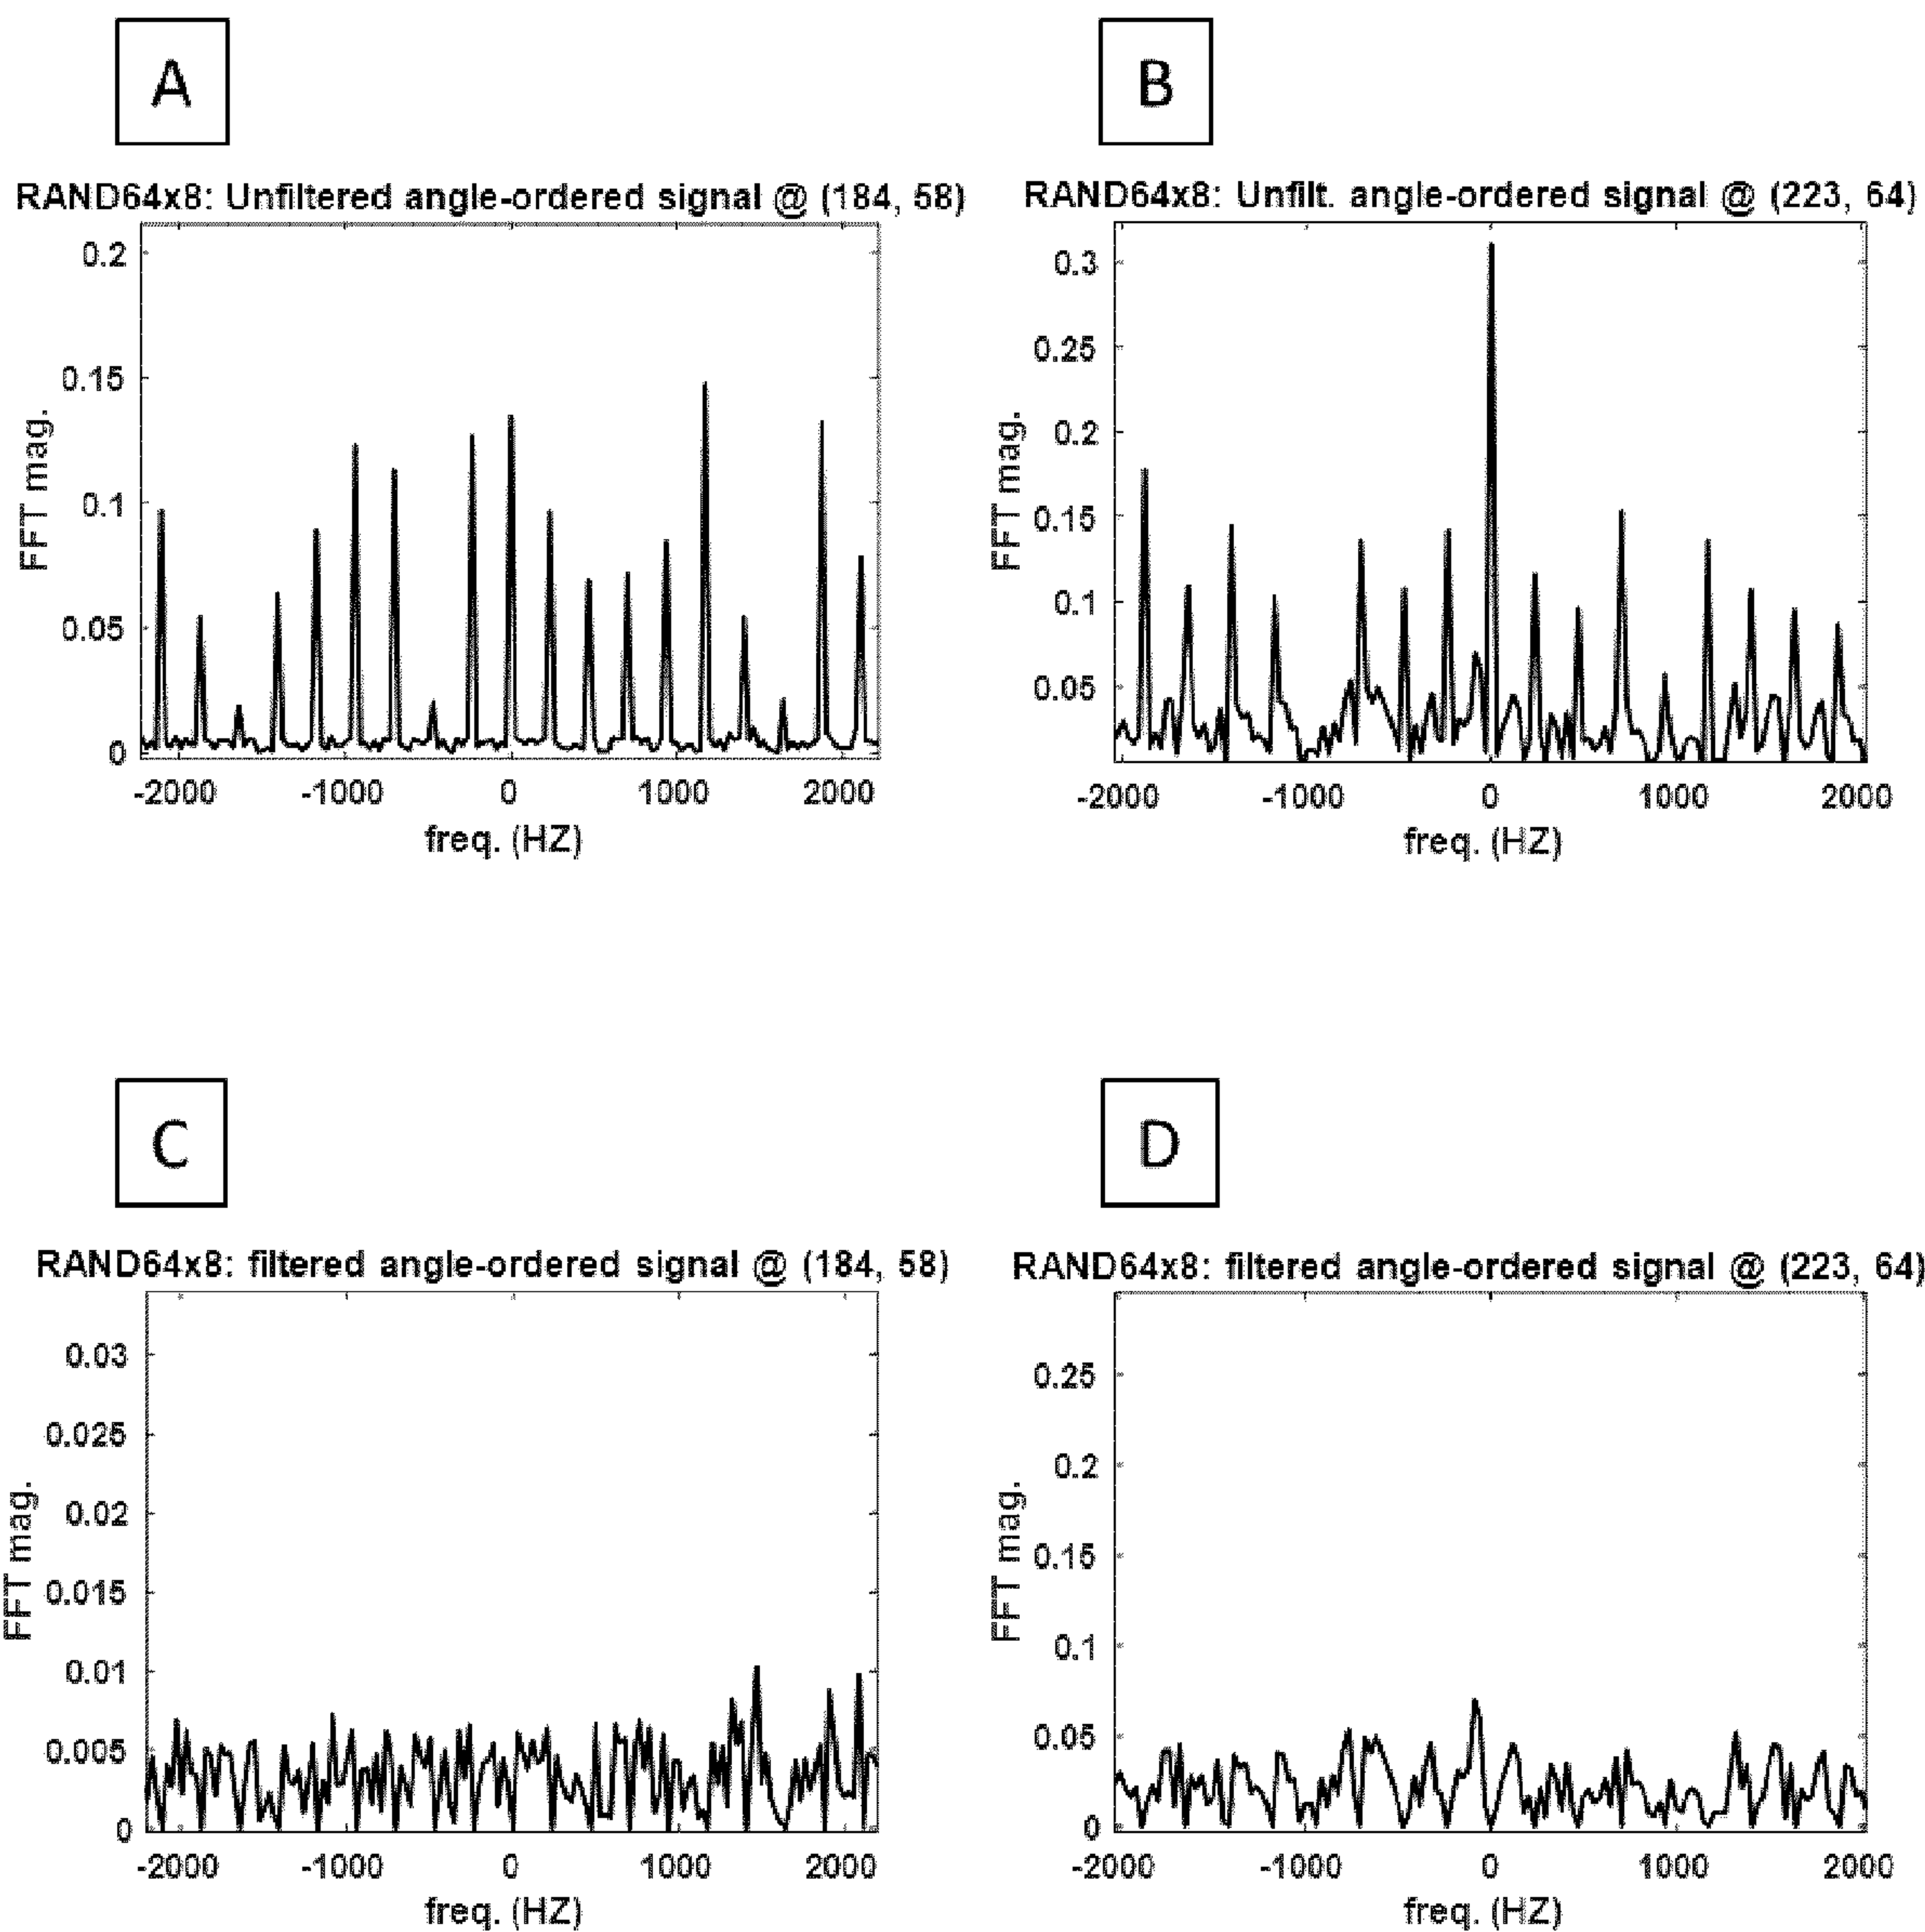 A
RAND64x8: Unfiltered angle-ordered signal @ (184, 58)
0.2
0.15
0.1
0.05
0
FFT mag.
-2000 -1000 0 1000 2000
freq. (HZ)
B
RAND64x8: Unfilt. angle-ordered signal @ (223, 64)
0.3
0.25
0.2
0.15
0.1
0.05
FFT mag.
-2000 -1000 0 1000 2000
freq. (HZ)
C
RAND64x8: filtered angle-ordered signal @ (184, 58)
0.03
0.025
0.02
0.015
0.01
0.005
0
FFT mag.
-2000 -1000 0 1000 2000
freq. (HZ)
D
RAND64x8: filtered angle-ordered signal @ (223, 64)
0.25
0.2
0.15
0.1
0.05
0
FFT mag.
-2000 -1000 0 1000 2000
freq. (HZ)